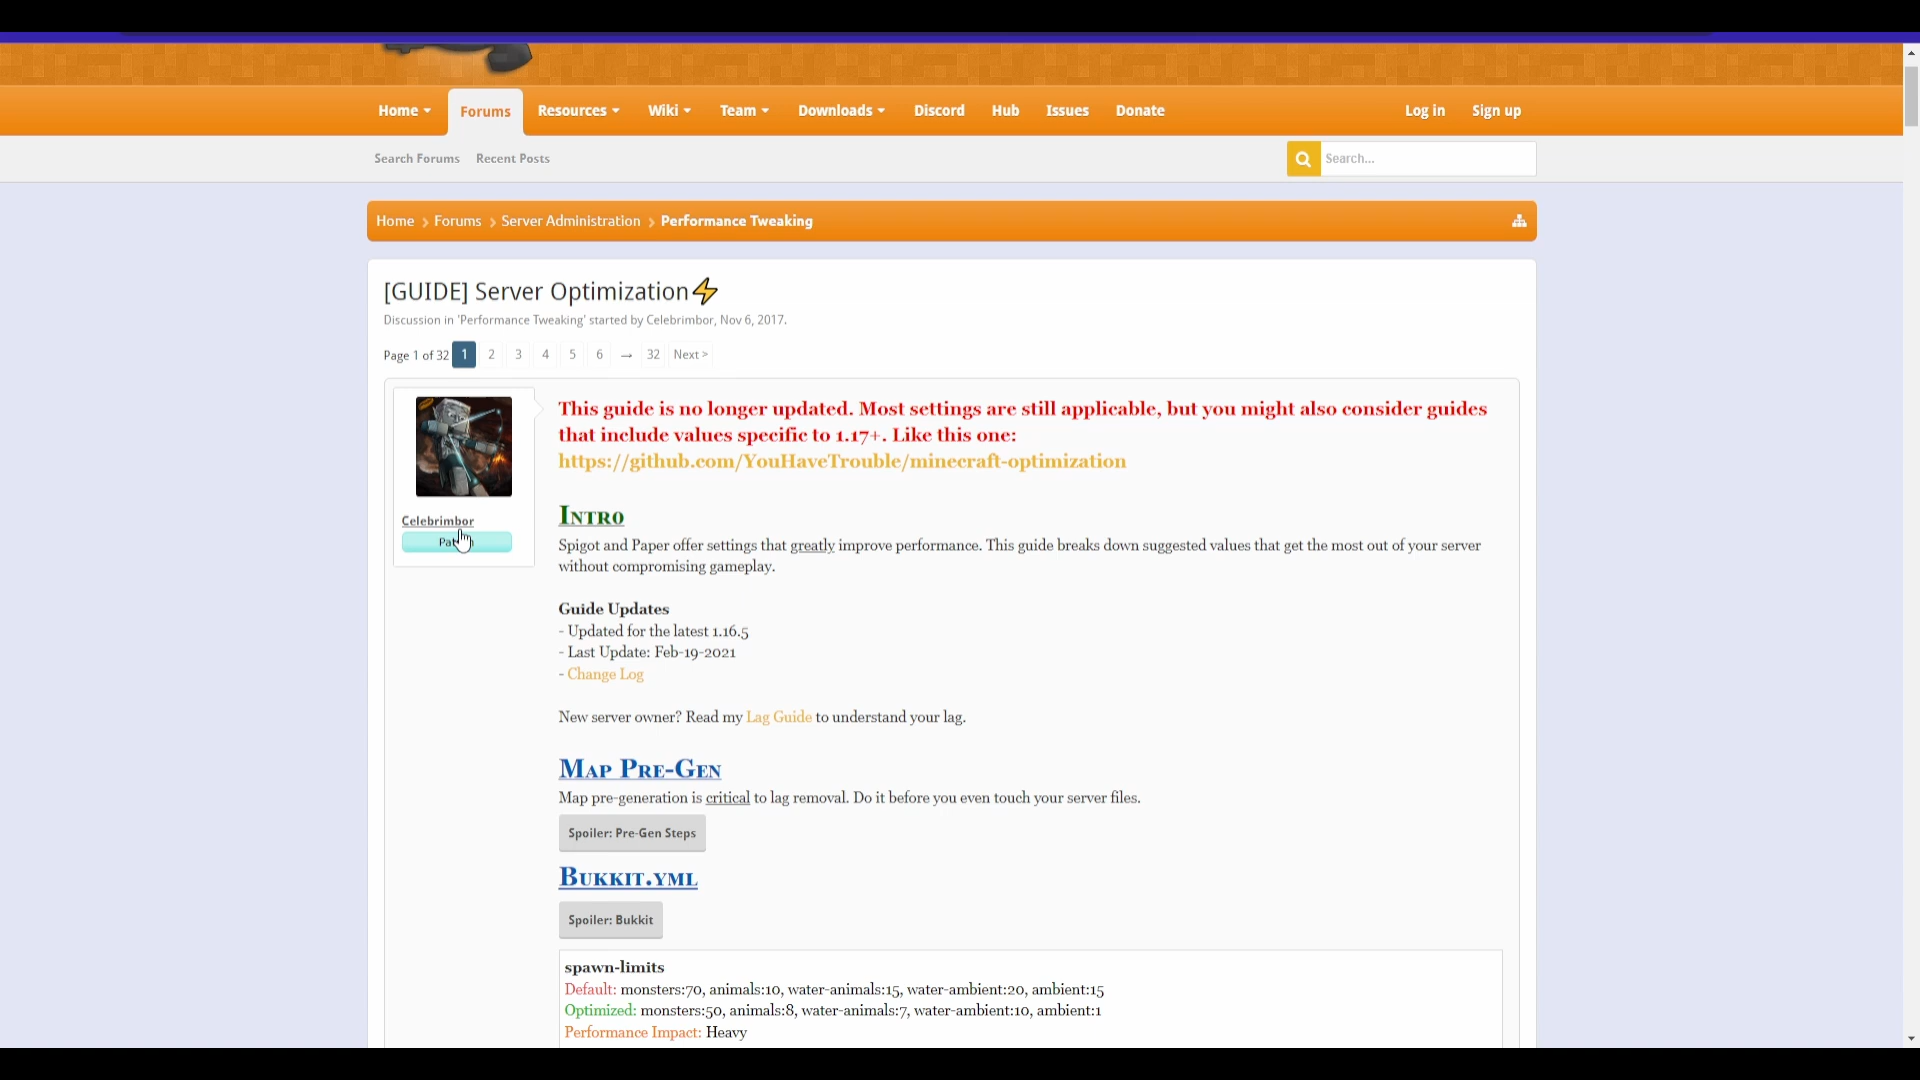 Home Forums Resources Wiki Team Downloads Discord Hub Issues Donate Log in Sign up
Search Forums Recent Posts Search...
Home Forums Server Administration Performance Tweaking
[GUIDE] Server Optimization⚡
Discussion in 'Performance Tweaking' started by Celebrimbor, Nov 6, 2017.
Page 1 of 32 1 2 3 4 5 6 → 32 Next >
This guide is no longer updated. Most settings are still applicable, but you might also consider guides
that include values specific to 1.17+. Like this one:
https://github.com/YouHaveTrouble/minecraft-optimization
Celebrimbor
Intro
Spigot and Paper offer settings that greatly improve performance. This guide breaks down suggested values that get the most out of your server
without compromising gameplay.
Guide Updates
- Updated for the latest 1.16.5
- Last Update: Feb-19-2021
- Change Log
New server owner? Read my Lag Guide to understand your lag.
Map Pre-Gen
Map pre-generation is critical to lag removal. Do it before you even touch your server files.
Spoiler: Pre-Gen Steps
Bukkit.yml
Spoiler: Bukkit
spawn-limits
Default: monsters:70, animals:10, water-animals:15, water-ambient:20, ambient:15
Optimized: monsters:50, animals:8, water-animals:7, water-ambient:10, ambient:1
Performance Impact: Heavy